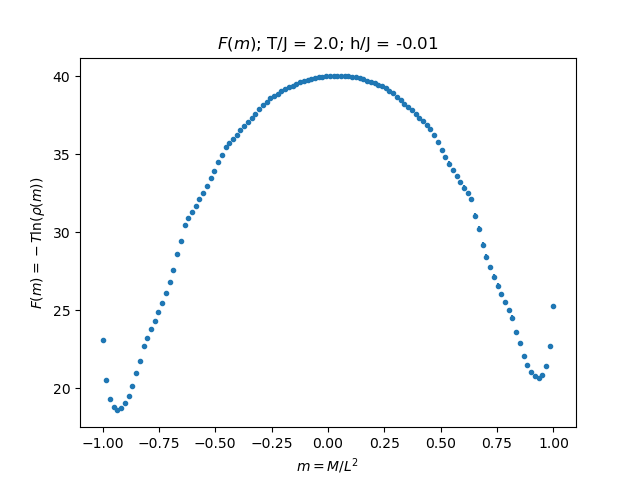 F(m); T/J = 2.0; h/J = -0.01
F(m) = −T ln(ρ(m))
40
35
30
25
20
−1.00 −0.75 −0.50 −0.25 0.00 0.25 0.50 0.75 1.00
m = M/L²